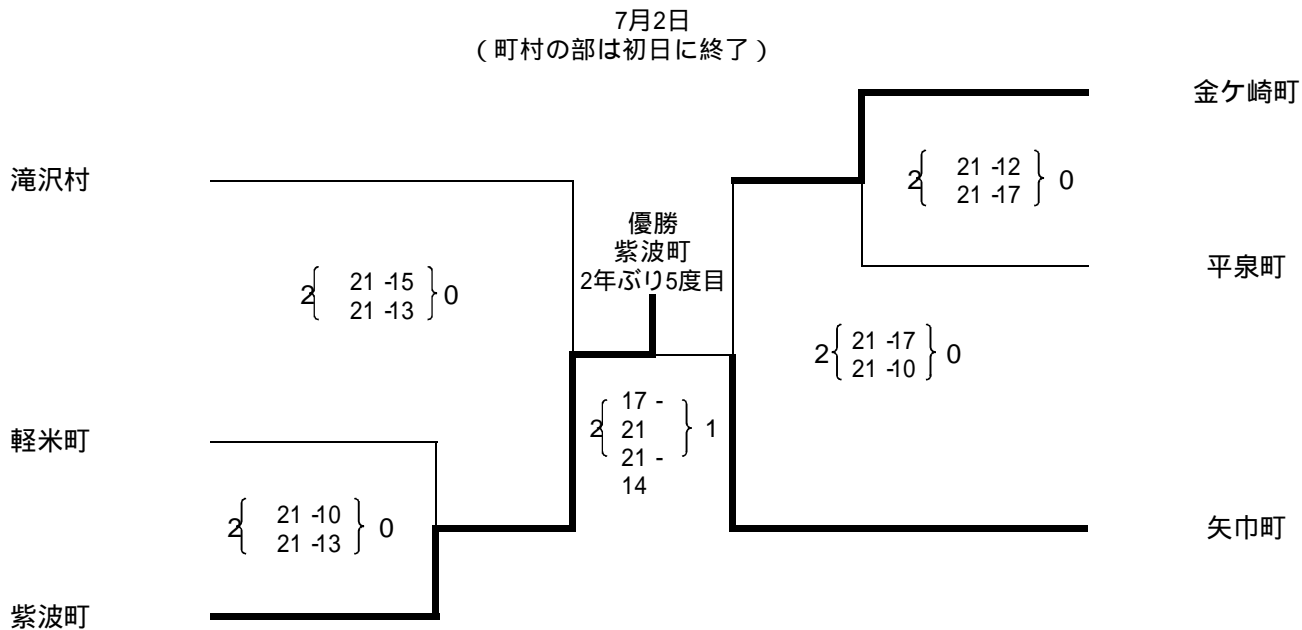 7月2日
(町村の部は初日に終了)
金ケ崎町
滝沢村
2{ 21 -12 } 0
21 -17
優勝
紫波町
2年ぶり5度目
平泉町
2{ 21 -15 } 0
21 -13
2{ 21 -17 } 0
21 -10
軽米町
2{ 17 - } 1
21
21 -
14
2{ 21 -10 } 0
21 -13
矢巾町
紫波町